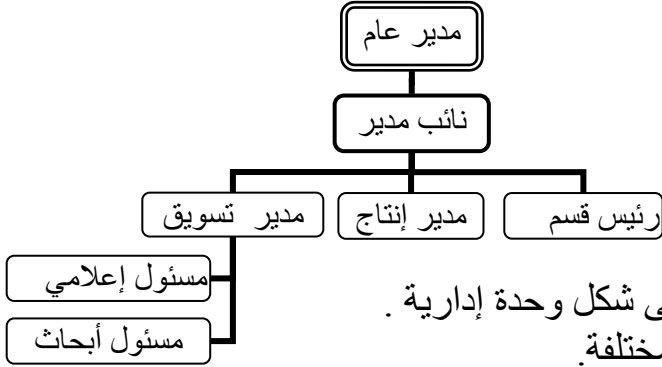 مدير عام
نائب مدير
رئيس قسم
مدير إنتاج
مدير تسويق
مسئول إعلامي
مسئول أبحاث
شكل وحدة إدارية .